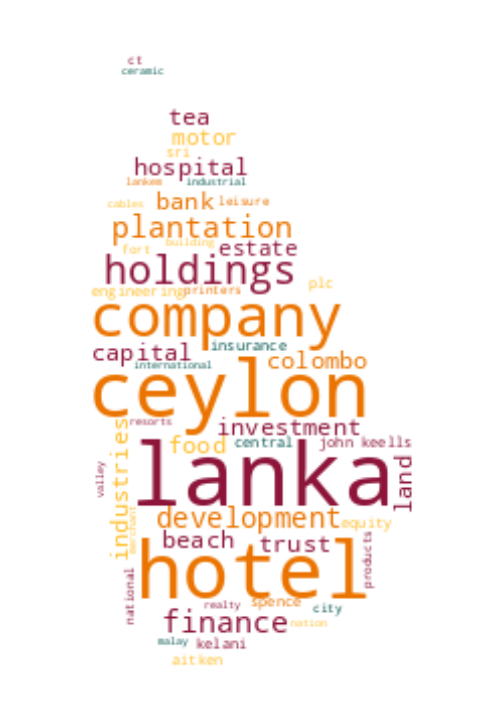 ct
ceramic
tea
motor
sri
hospital
lankem industrial
cables bank leisure
plantation
fort building estate
holdings
engineering printers plc
company
capital insurance colombo
international
ceylon
resorts investment
industries food central john keells
valley lanka land
merchant development equity
beach trust products
national hotel
realty spence city
finance nation
malay kelani
aitken